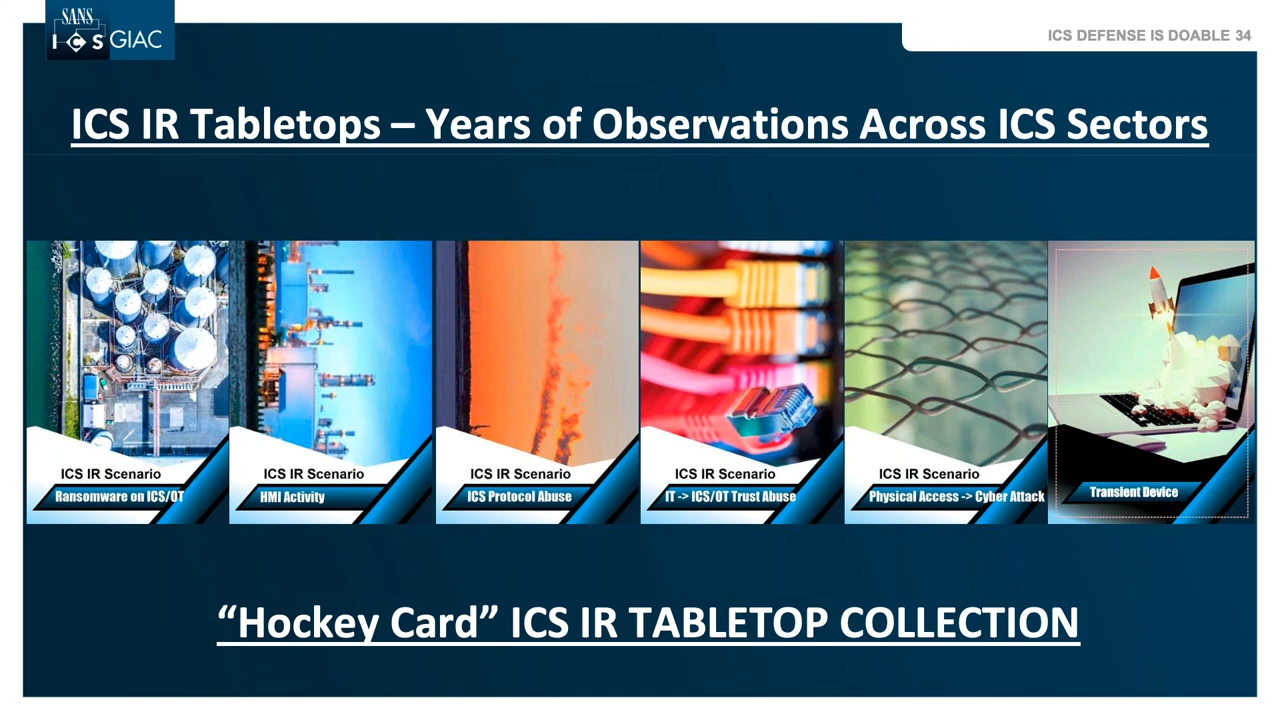 SANS
ICS GIAC
ICS DEFENSE IS DOABLE 34
ICS IR Tabletops – Years of Observations Across ICS Sectors
ICS IR Scenario
Ransomware on ICS/OT
ICS IR Scenario
HMI Activity
ICS IR Scenario
ICS Protocol Abuse
ICS IR Scenario
IT -> ICS/OT Trust Abuse
ICS IR Scenario
Physical Access -> Cyber Attack
Transient Device
“Hockey Card” ICS IR TABLETOP COLLECTION